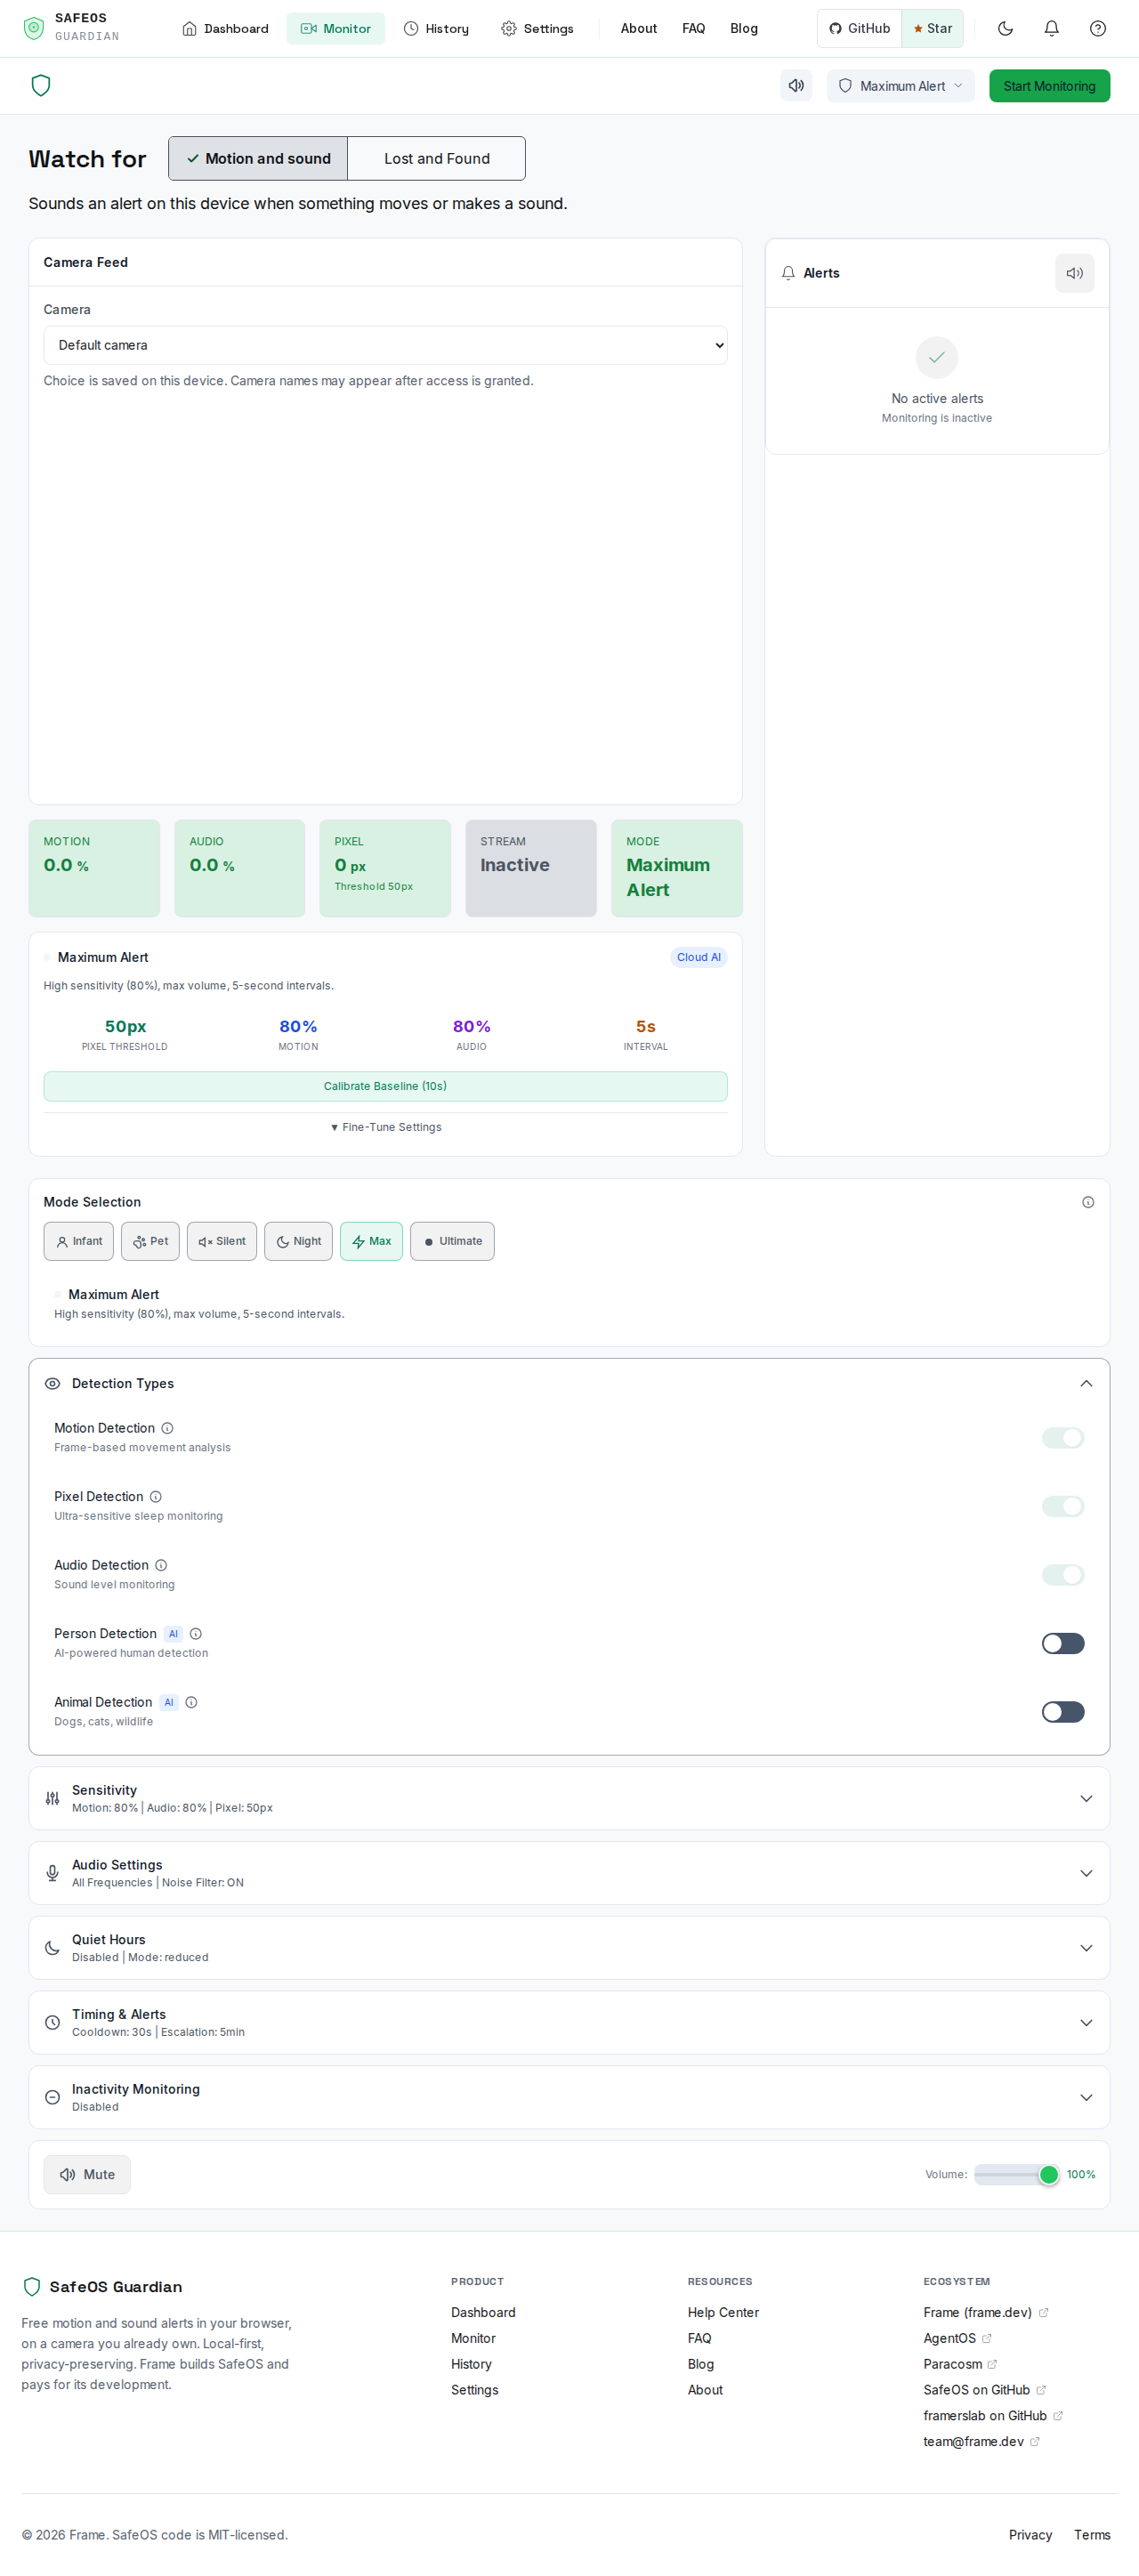 SAFEOS
GUARDIAN
Dashboard
Monitor
History
Settings
About
FAQ
Blog
GitHub
Star
Maximum Alert
Start Monitoring
Watch for
Motion and sound
Lost and Found
Sounds an alert on this device when something moves or makes a sound.
Camera Feed
Camera
Default camera
Choice is saved on this device. Camera names may appear after access is granted.
Alerts
No active alerts
Monitoring is inactive
MOTION
0.0 %
AUDIO
0.0 %
PIXEL
0 px
Threshold 50px
STREAM
Inactive
MODE
Maximum
Alert
Maximum Alert
Cloud AI
High sensitivity (80%), max volume, 5-second intervals.
50px
PIXEL THRESHOLD
80%
MOTION
80%
AUDIO
5s
INTERVAL
Calibrate Baseline (10s)
▼ Fine-Tune Settings
Mode Selection
Infant
Pet
Silent
Night
Max
Ultimate
Maximum Alert
High sensitivity (80%), max volume, 5-second intervals.
Detection Types
Motion Detection
Frame-based movement analysis
Pixel Detection
Ultra-sensitive sleep monitoring
Audio Detection
Sound level monitoring
Person Detection AI
AI-powered human detection
Animal Detection AI
Dogs, cats, wildlife
Sensitivity
Motion: 80% | Audio: 80% | Pixel: 50px
Audio Settings
All Frequencies | Noise Filter: ON
Quiet Hours
Disabled | Mode: reduced
Timing & Alerts
Cooldown: 30s | Escalation: 5min
Inactivity Monitoring
Disabled
Mute
Volume:
100%
SafeOS Guardian
Free motion and sound alerts in your browser,
on a camera you already own. Local-first,
privacy-preserving. Frame builds SafeOS and
pays for its development.
PRODUCT
Dashboard
Monitor
History
Settings
RESOURCES
Help Center
FAQ
Blog
About
ECOSYSTEM
Frame (frame.dev)
AgentOS
Paracosm
SafeOS on GitHub
framerslab on GitHub
team@frame.dev
© 2026 Frame. SafeOS code is MIT-licensed.
Privacy
Terms